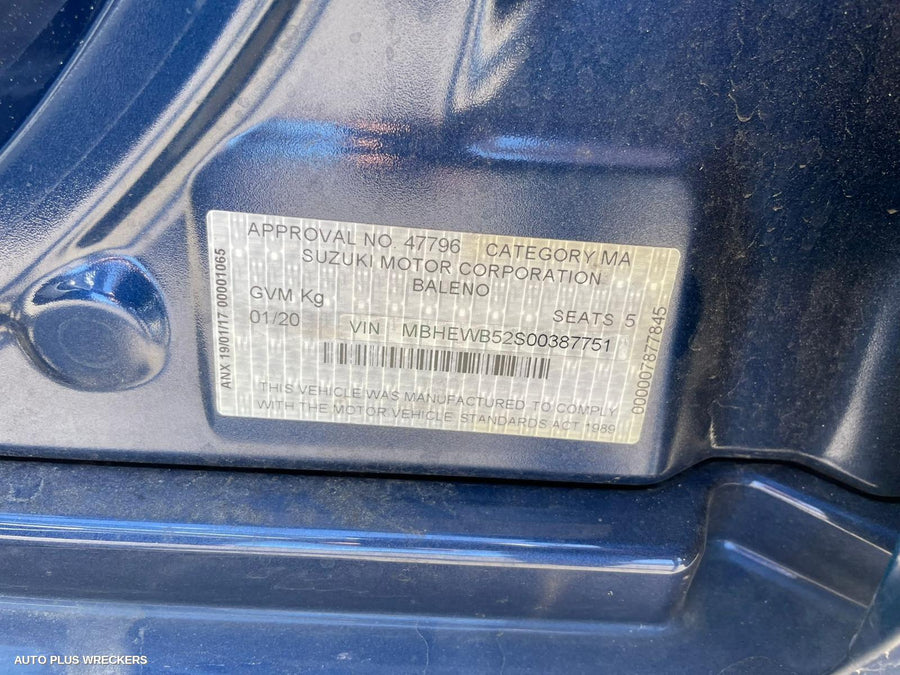 APPROVAL NO. 47796 CATEGORY MA
SUZUKI MOTOR CORPORATION
BALENO
GVM Kg
SEATS 5
01/20 VIN MBHEWB52S00387751
THIS VEHICLE WAS MANUFACTURED TO COMPLY
WITH THE MOTOR VEHICLE STANDARDS ACT 1989
ANX 19/01/17 00001065
000007877845
AUTO PLUS WRECKERS